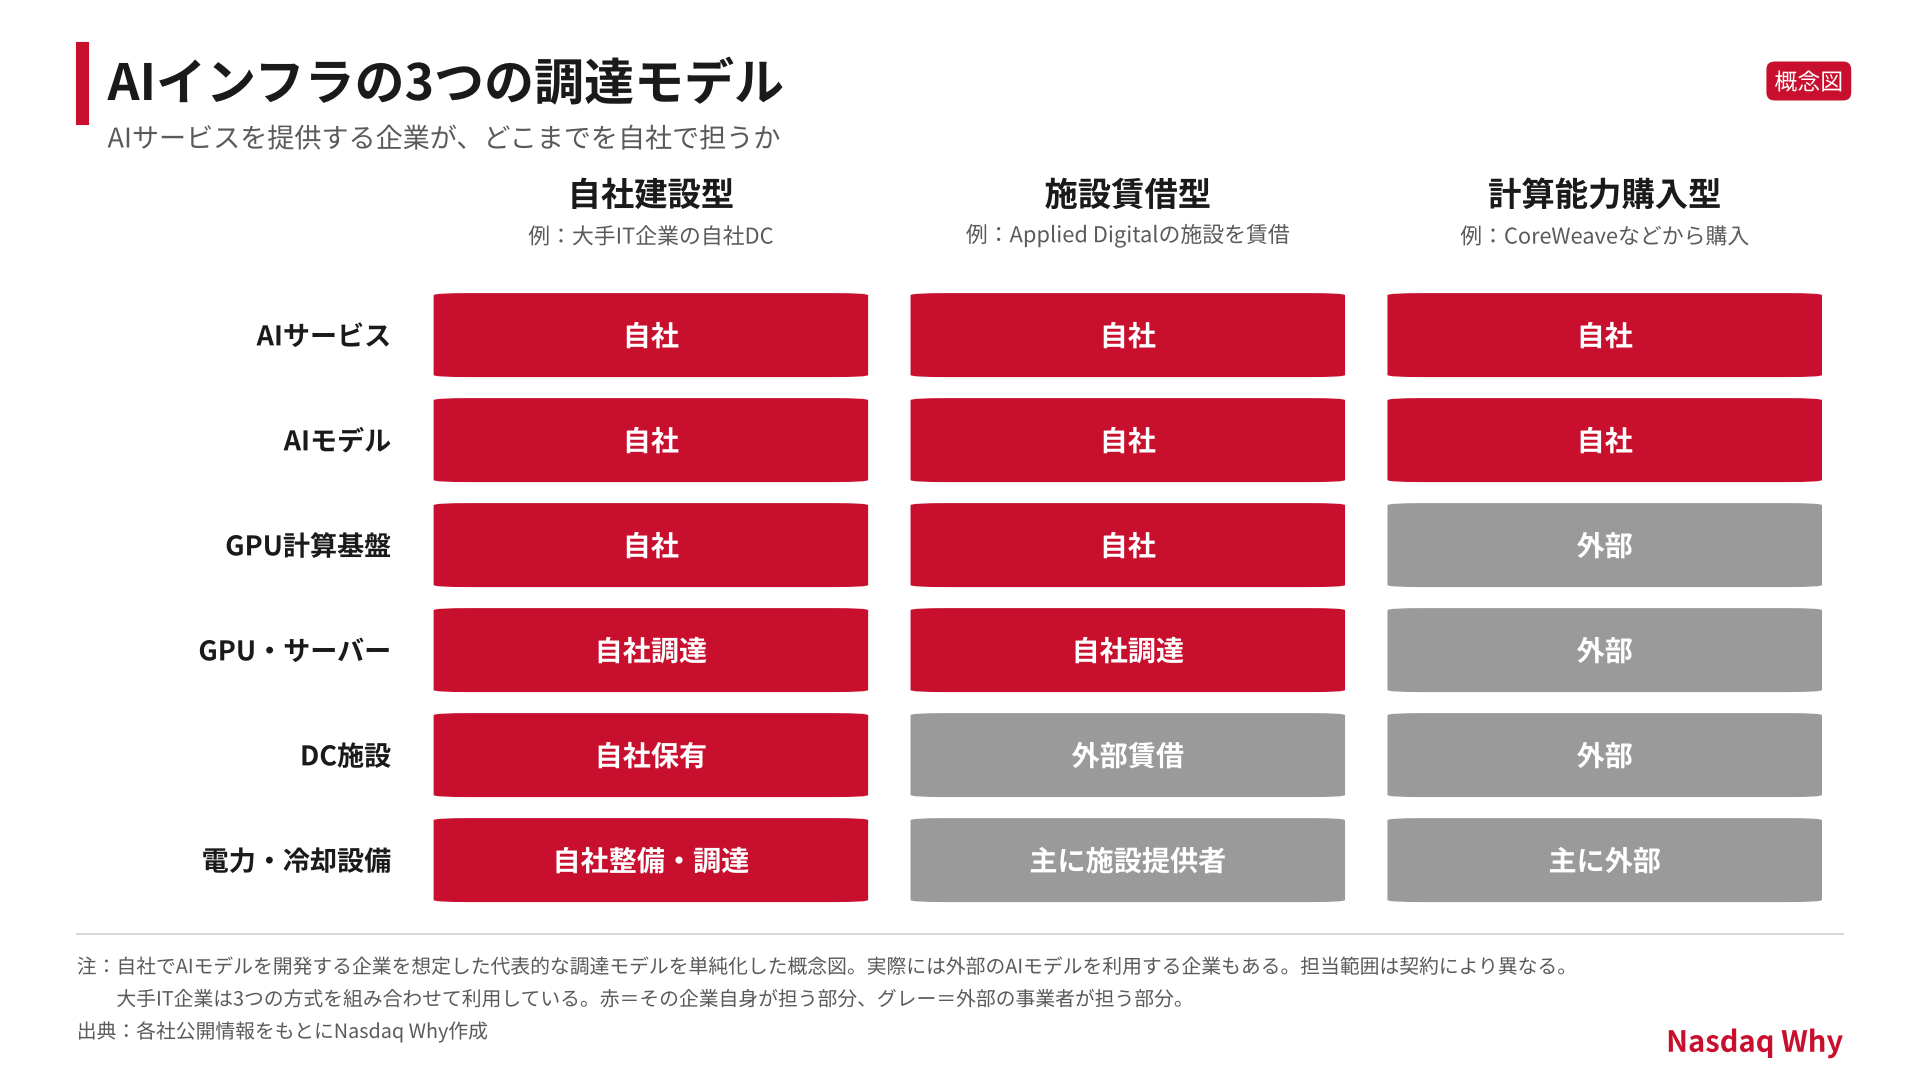 AIインフラの3つの調達モデル
概念図
AIサービスを提供する企業が、どこまでを自社で担うか
自社建設型
施設賃借型
計算能力購入型
例：大手IT企業の自社DC
例：Applied Digitalの施設を賃借
例：CoreWeaveなどから購入
AIサービス
自社
自社
自社
AIモデル
自社
自社
自社
GPU計算基盤
自社
自社
外部
GPU・サーバー
自社調達
自社調達
外部
DC施設
自社保有
外部賃借
外部
電力・冷却設備
自社整備・調達
主に施設提供者
主に外部
注：自社でAIモデルを開発する企業を想定した代表的な調達モデルを単純化した概念図。実際には外部のAIモデルを利用する企業もある。担当範囲は契約により異なる。
大手IT企業は3つの方式を組み合わせて利用している。赤＝その企業自身が担う部分、グレー＝外部の事業者が担う部分。
出典：各社公開情報をもとにNasdaq Why作成
Nasdaq Why